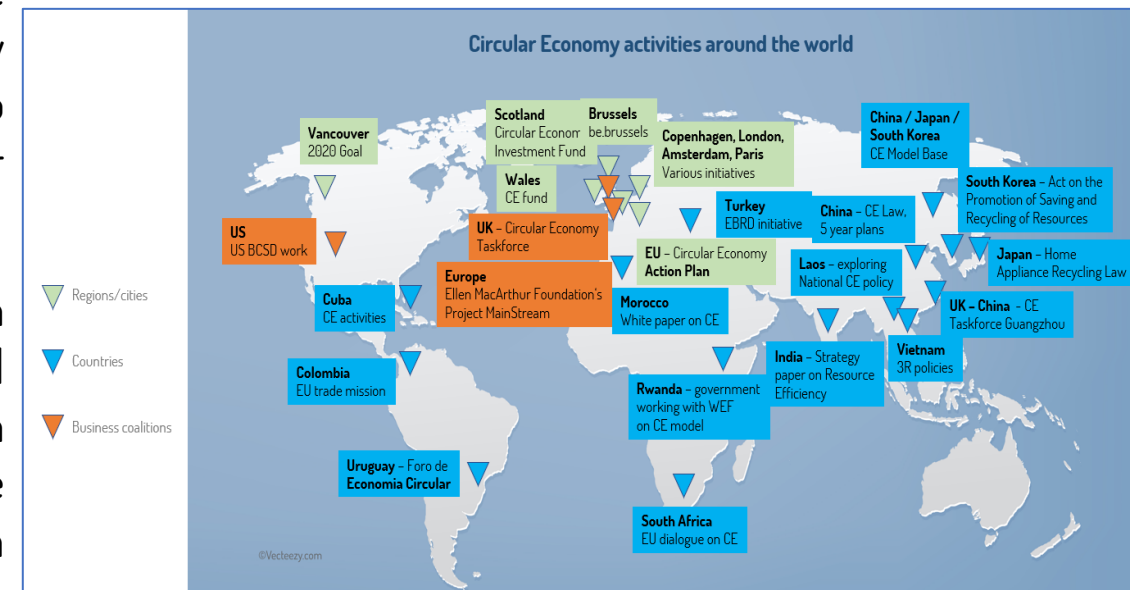 Circular Economy activities around the world
Vancouver
2020 Goal
Scotland
Circular Econom
Investment Fund
Brussels
be.brussels
Copenhagen, London,
Amsterdam, Paris
Various initiatives
China / Japan /
South Korea
CE Model Base
Wales
CE fund
South Korea – Act on the
Promotion of Saving and
Recycling of Resources
US
US BCSD work
UK – Circular Economy
Taskforce
Turkey
EBRD initiative
China – CE Law,
5 year plans
EU – Circular Economy
Action Plan
Laos – exploring
National CE policy
Japan – Home
Appliance Recycling Law
Europe
Ellen MacArthur Foundation's
Project MainStream
Cuba
CE activities
Morocco
White paper on CE
UK – China - CE
Taskforce Guangzhou
Colombia
EU trade mission
Rwanda – government
working with WEF
on CE model
India – Strategy
paper on Resource
Efficiency
Vietnam
3R policies
Uruguay – Foro de
Economia Circular
South Africa
EU dialogue on CE
Regions/cities
Countries
Business coalitions
©Vecteezy.com